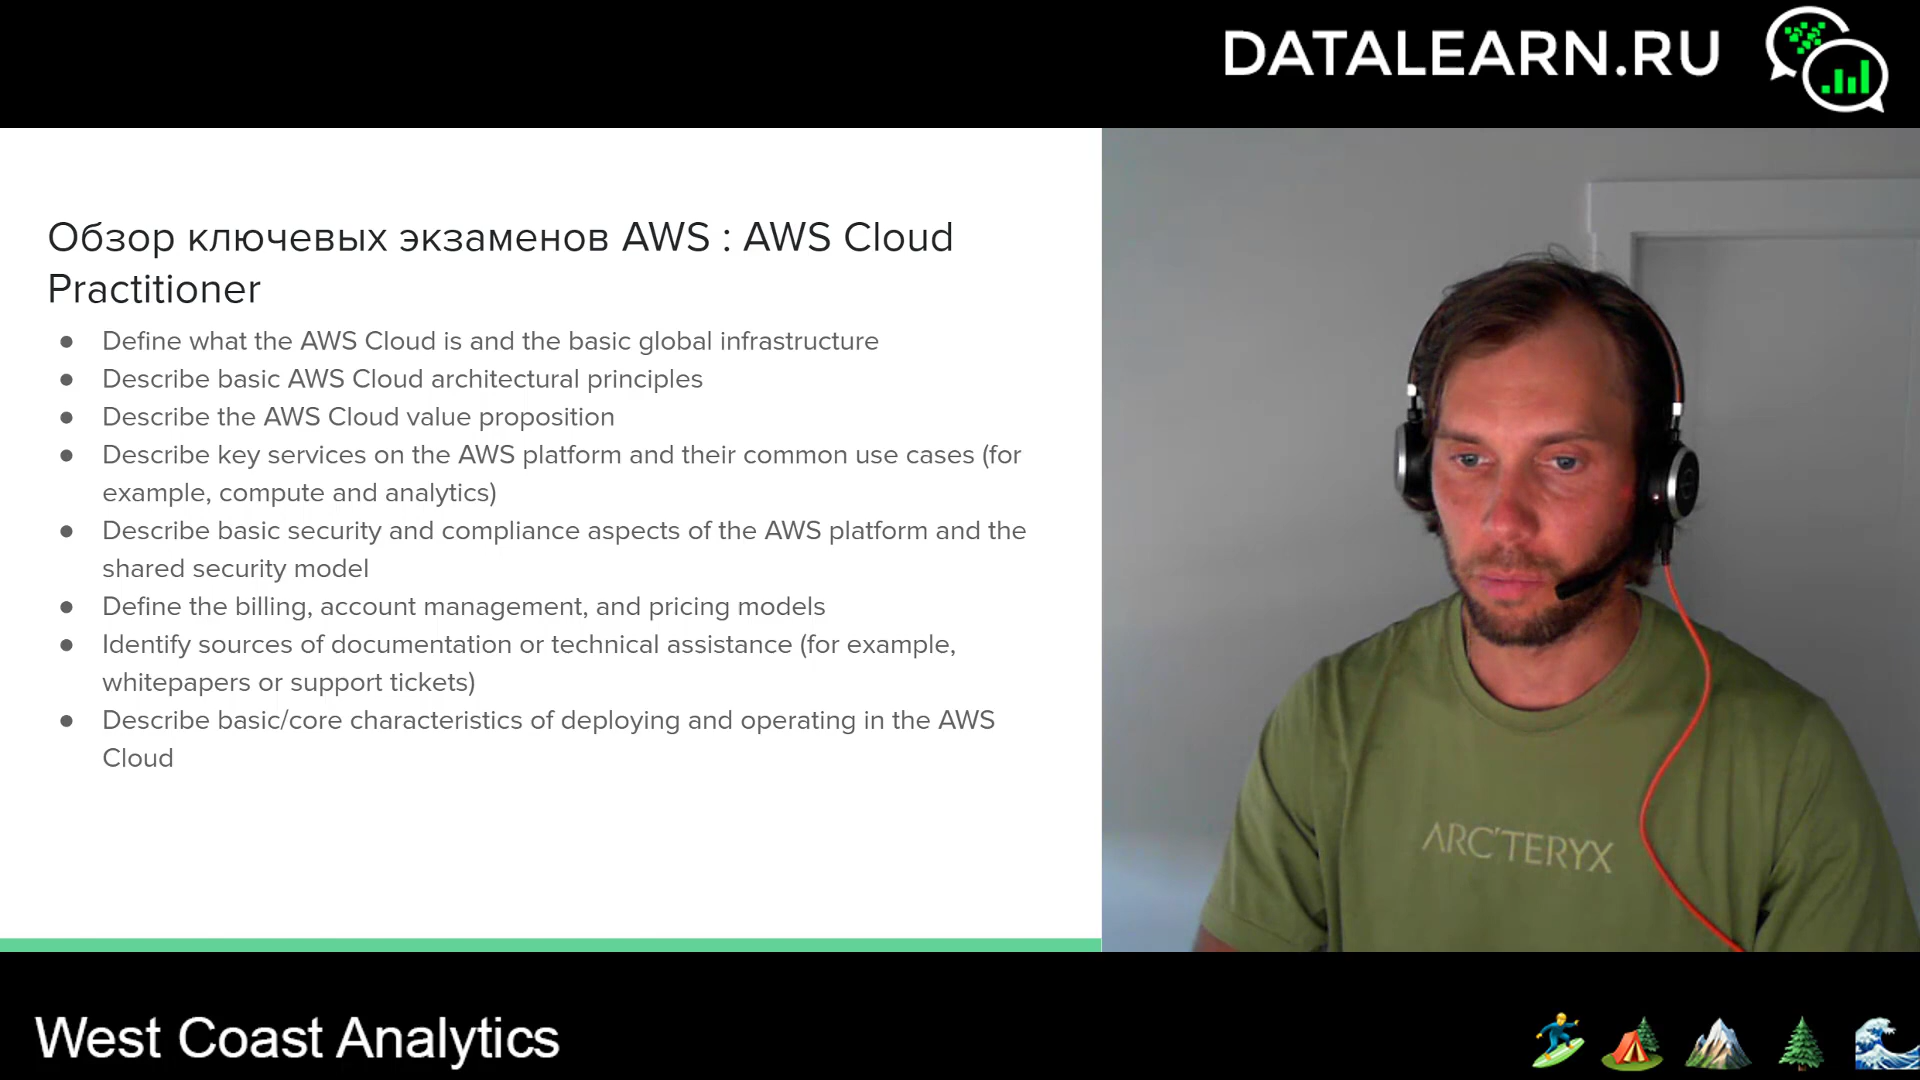 DATALEARN.RU
Обзор ключевых экзаменов AWS : AWS Cloud
Practitioner
● Define what the AWS Cloud is and the basic global infrastructure
● Describe basic AWS Cloud architectural principles
● Describe the AWS Cloud value proposition
● Describe key services on the AWS platform and their common use cases (for
example, compute and analytics)
● Describe basic security and compliance aspects of the AWS platform and the
shared security model
● Define the billing, account management, and pricing models
● Identify sources of documentation or technical assistance (for example,
whitepapers or support tickets)
● Describe basic/core characteristics of deploying and operating in the AWS
Cloud
ARC'TERYX
West Coast Analytics